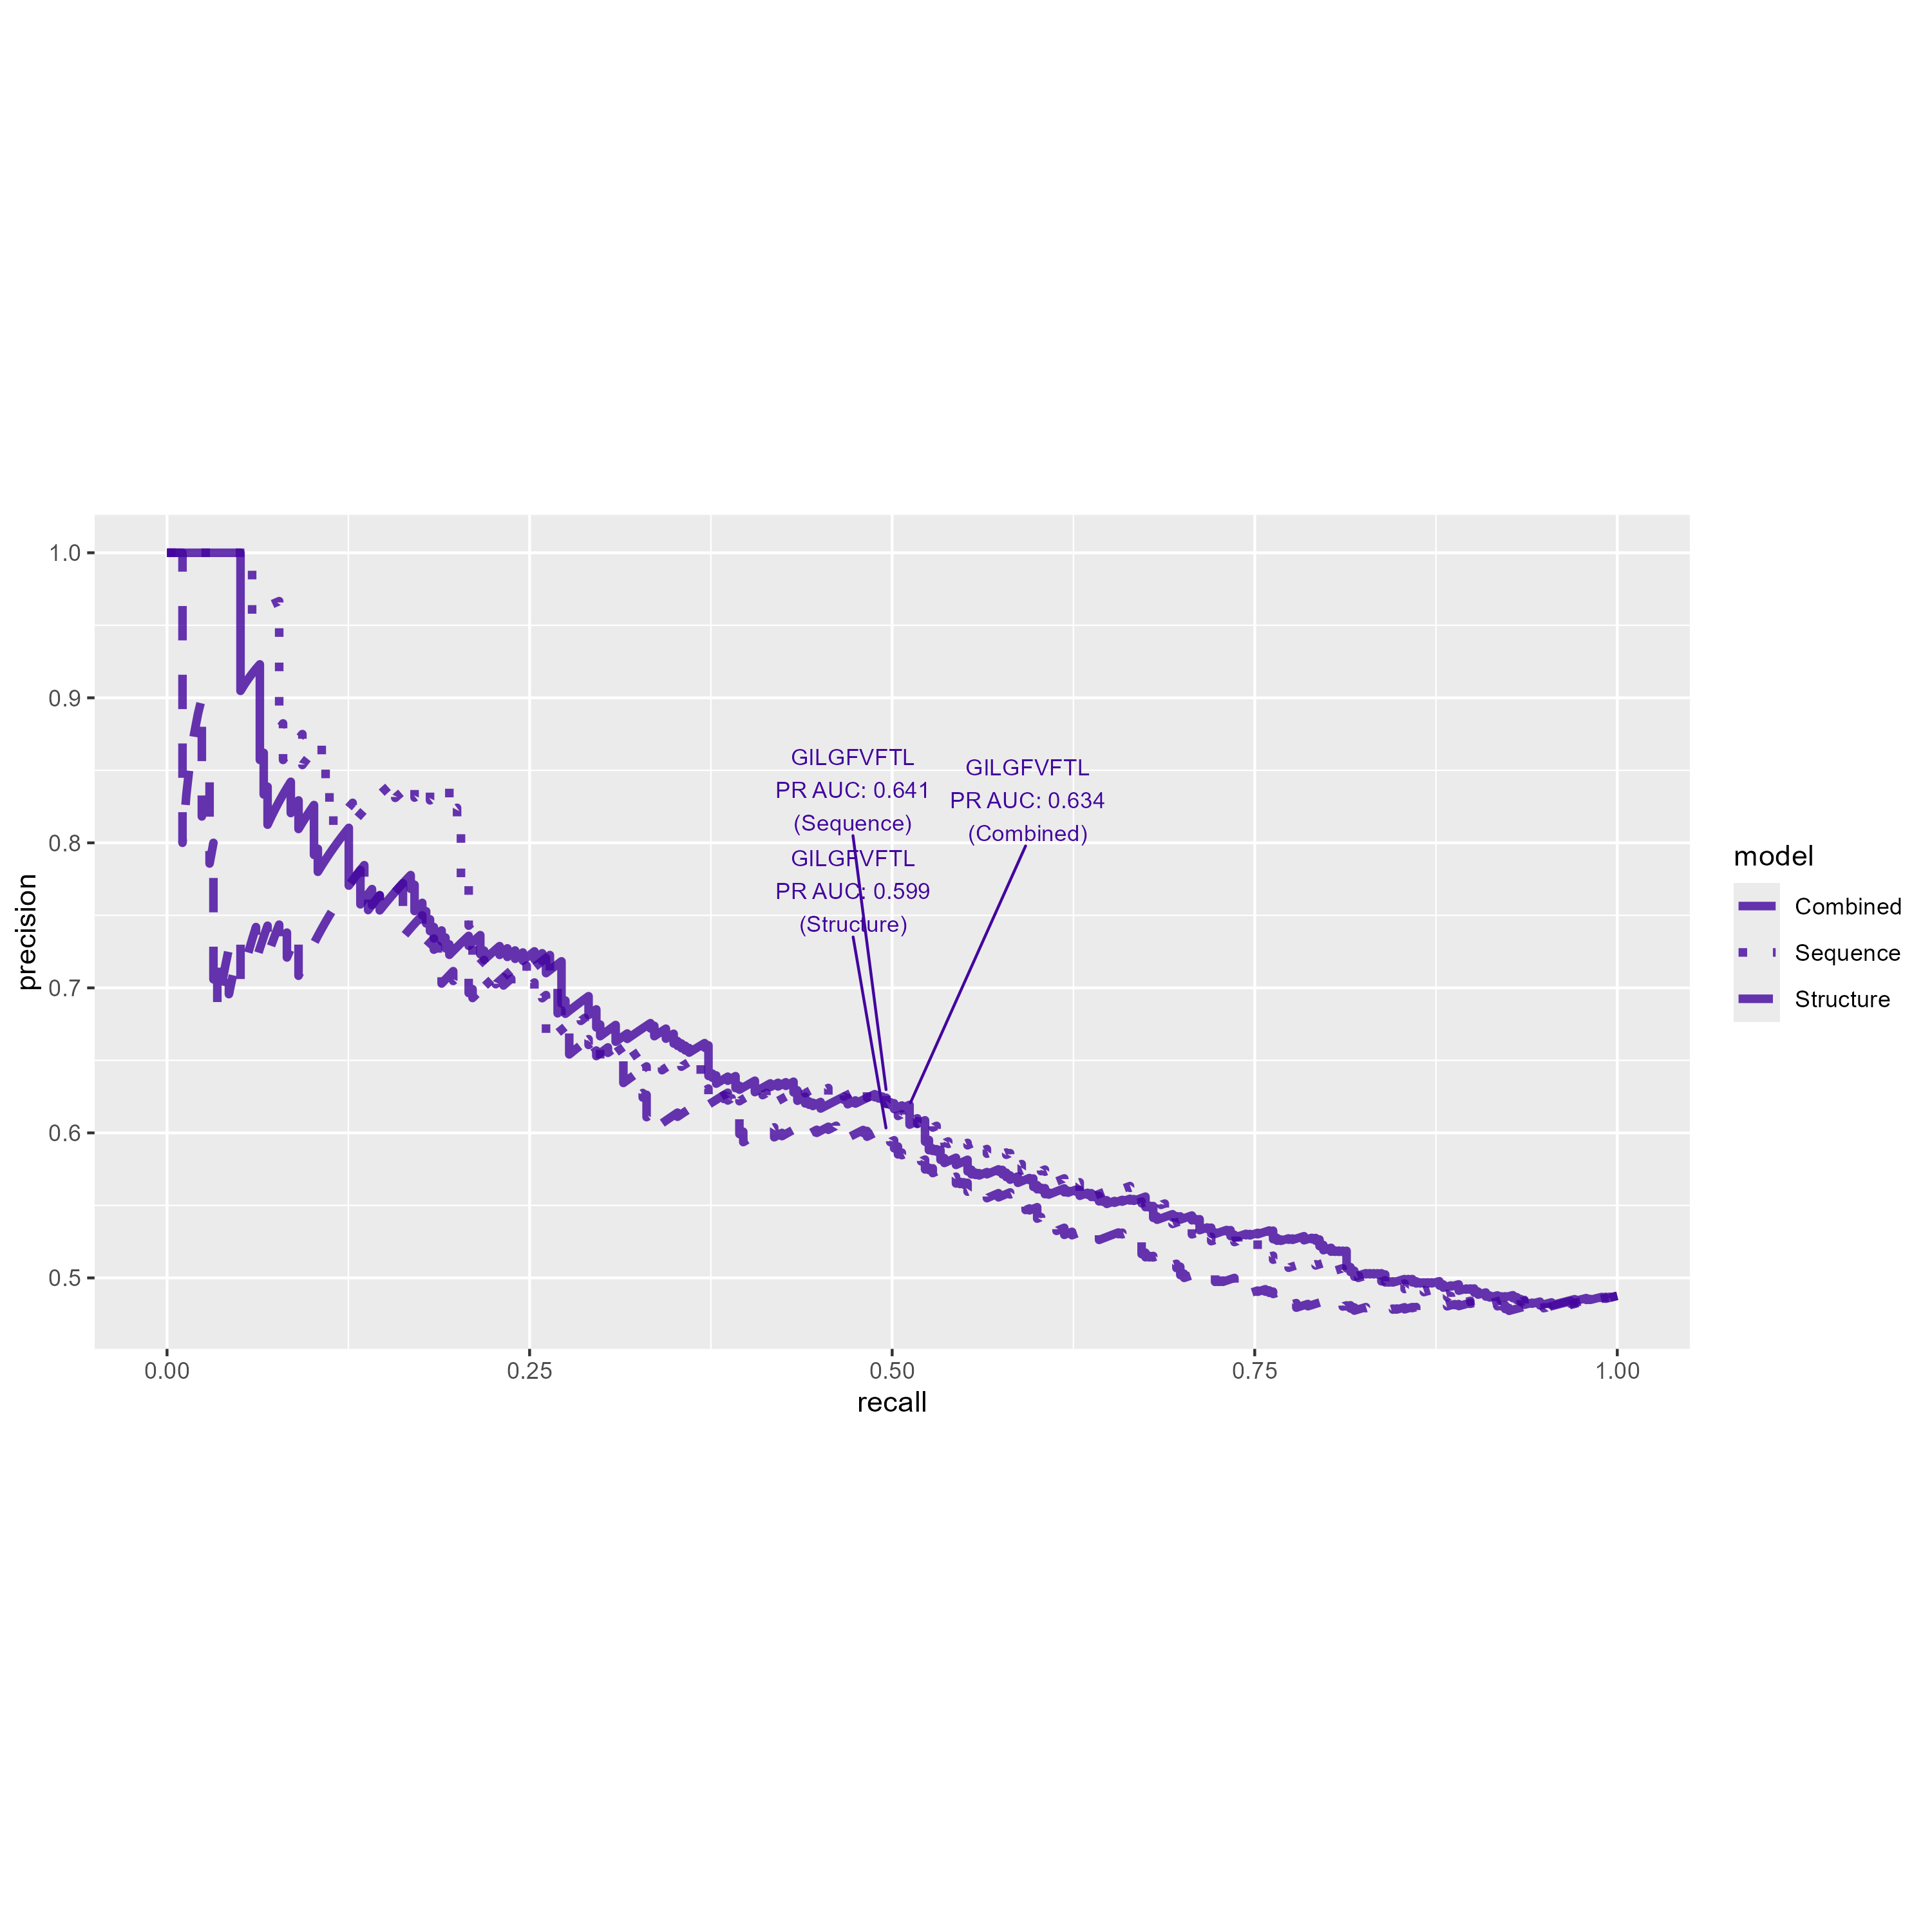 1.0
0.9
0.8
0.7
0.6
0.5
precision
GILGFVFTL
PR AUC: 0.641
(Sequence)
GILGFVFTL
PR AUC: 0.634
(Combined)
GILGFVFTL
PR AUC: 0.599
(Structure)
0.00 0.25 0.50 0.75 1.00
recall
model
Combined
Sequence
Structure